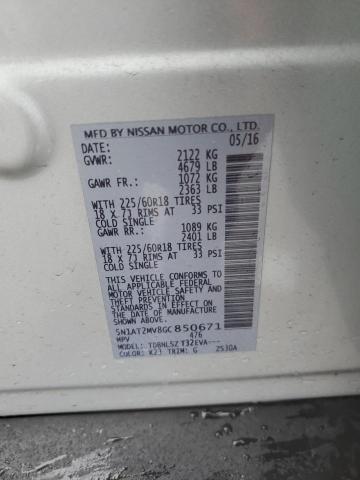 MFD BY NISSAN MOTOR CO., LTD.
DATE: 05/16
GVWR: 2122 KG
4679 LB
GAWR FR.: 1072 KG
2363 LB
WITH 225/60R18 TIRES
18 X 7J RIMS AT 33 PSI
COLD SINGLE
GAWR RR.: 1089 KG
2401 LB
WITH 225/60R18 TIRES
18 X 7J RIMS AT 33 PSI
COLD SINGLE
THIS VEHICLE CONFORMS TO ALL APPLICABLE
FEDERAL MOTOR VEHICLE SAFETY
AND THEFT PREVENTION STANDARDS
IN EFFECT ON THE DATE OF
MANUFACTURE SHOWN ABOVE.
5N1AT2MV8GC850671
MPV 476
MODEL: TDBNLSZ T32EVA---
COLOR: K23 TRIM: G 2530A